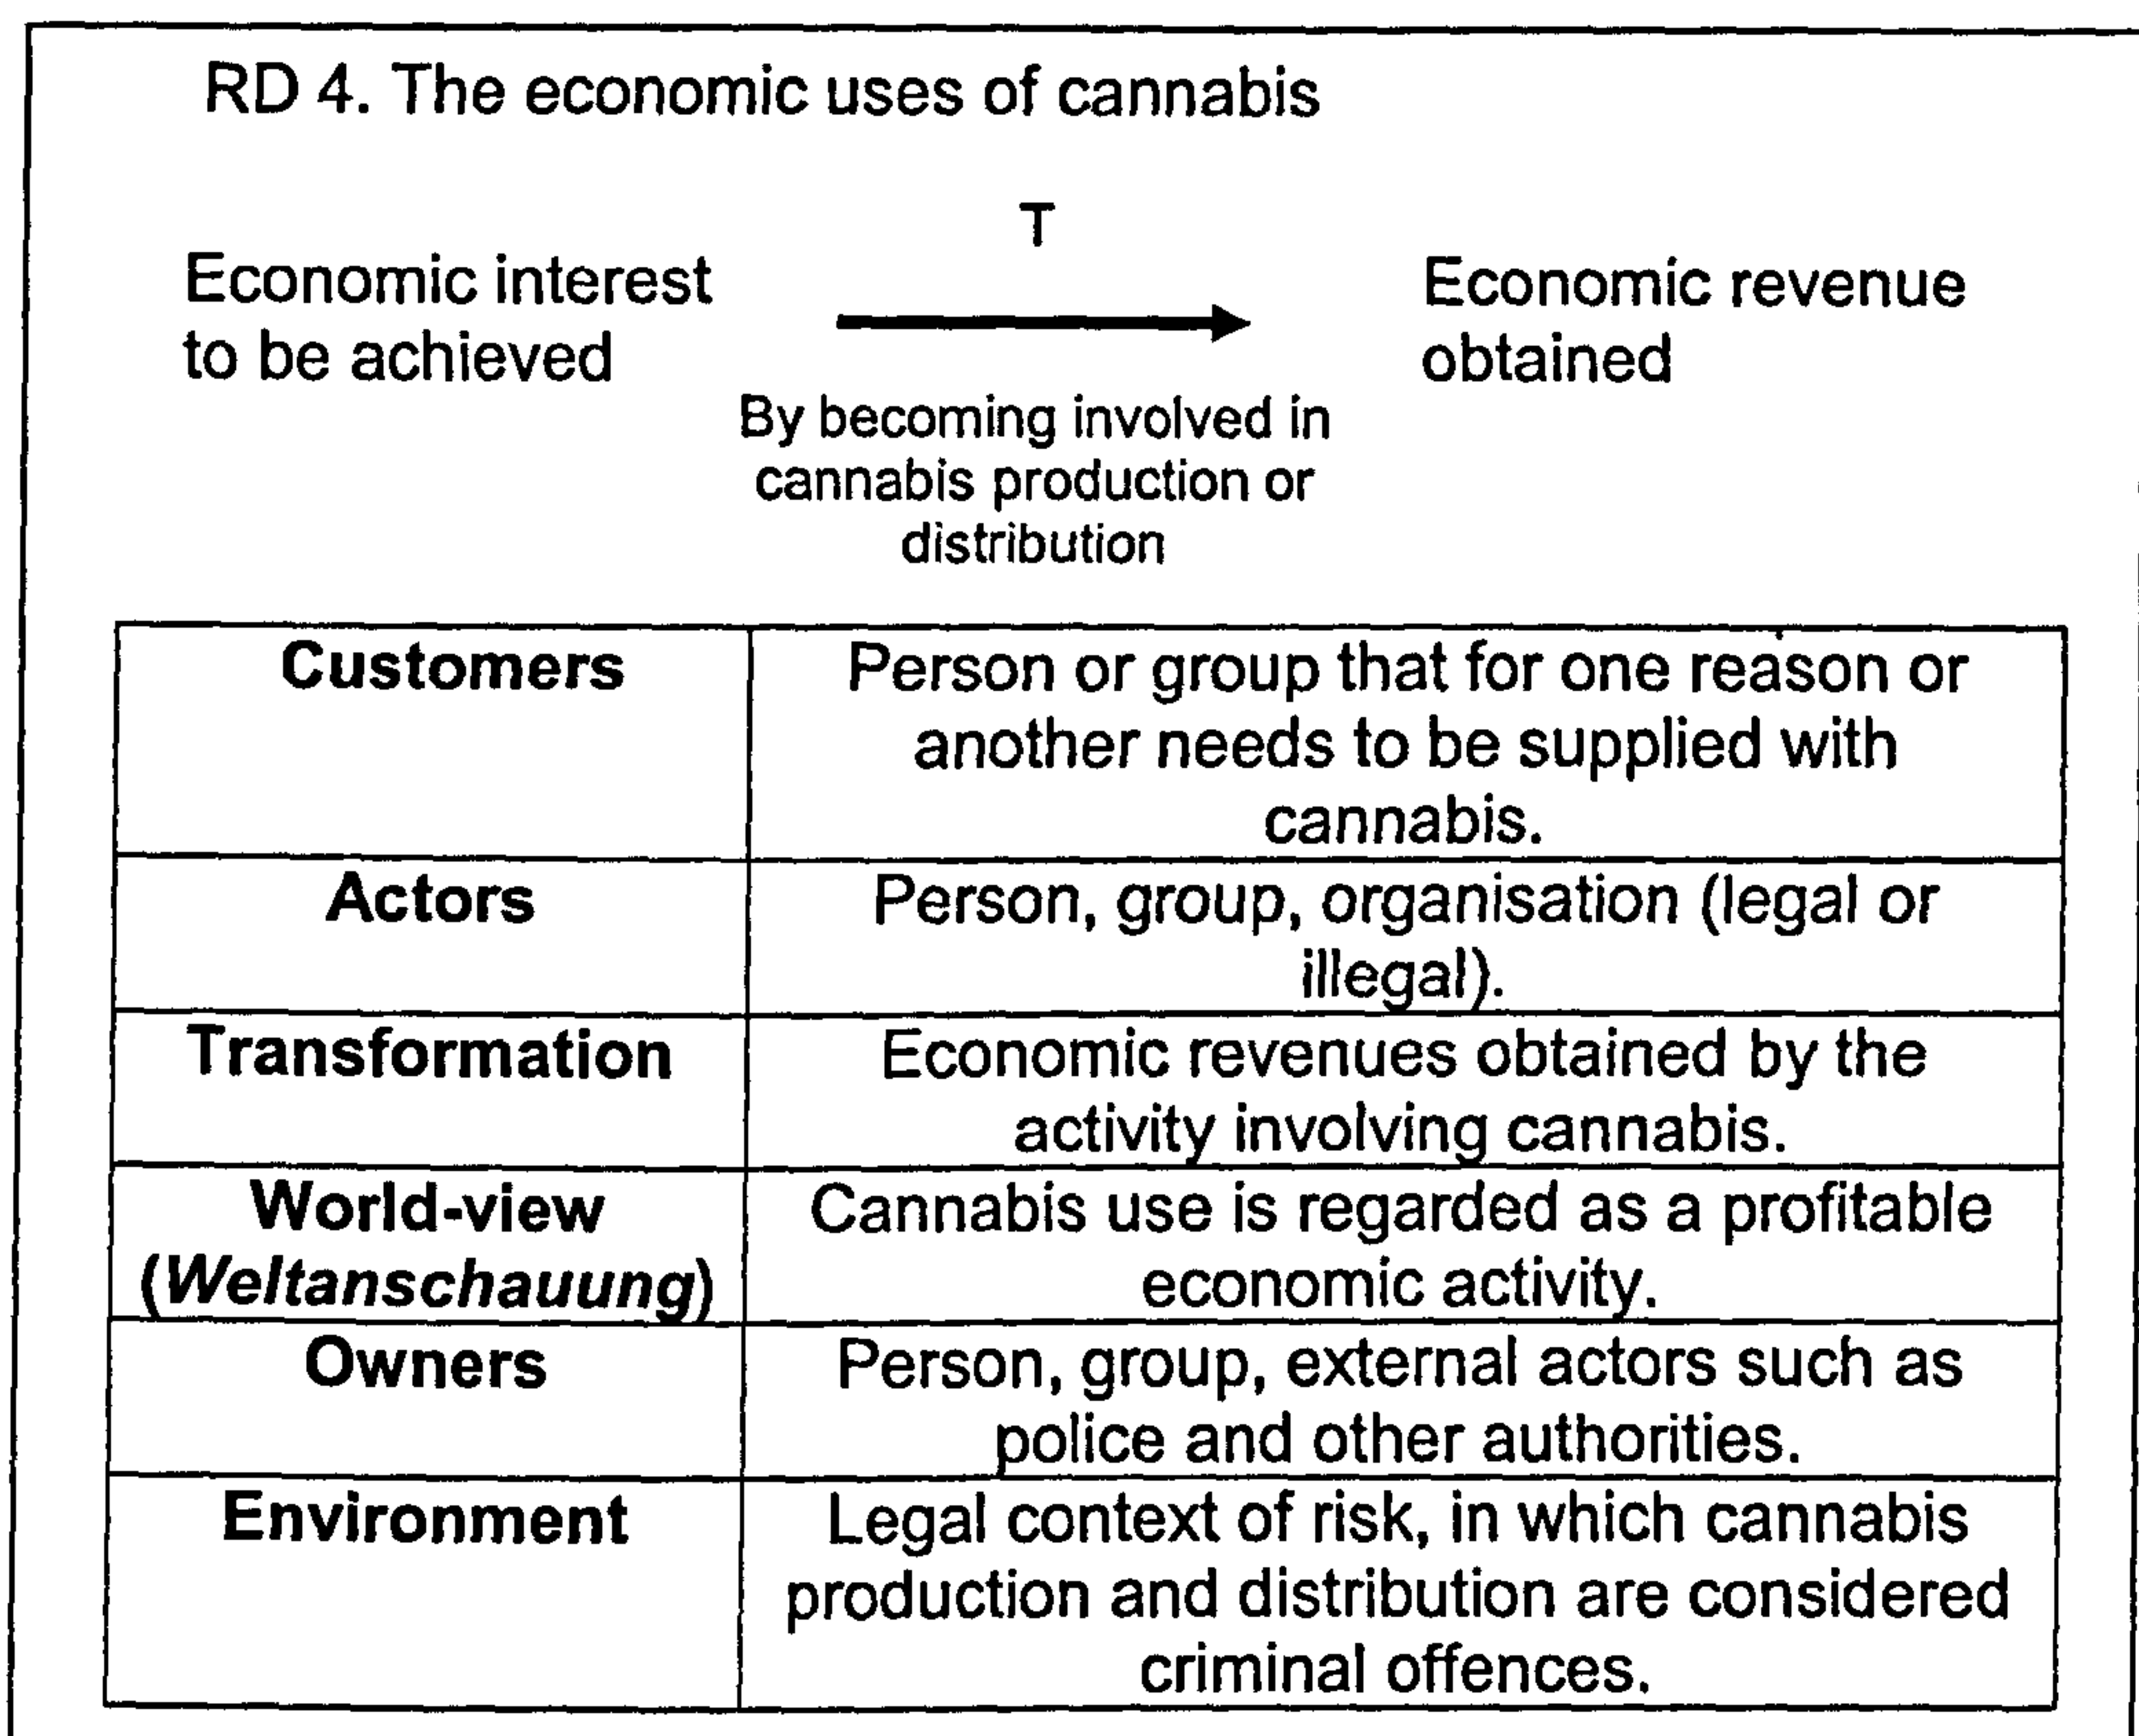 RD 4. The economic uses of cannabis
T
Economic interest
to be achieved
Economic revenue
obtained
By becoming involved in
cannabis production or
distribution
Customers
Person or group that for one reason or
another needs to be supplied with
cannabis.
Actors
Person, group, organisation (legal or
illegal).
Transformation
Economic revenues obtained by the
activity involving cannabis.
World-view
(Weltanschauung)
Cannabis use is regarded as a profitable
economic activity.
Owners
Person, group, external actors such as
police and other authorities.
Environment
Legal context of risk, in which cannabis
production and distribution are considered
criminal offences.